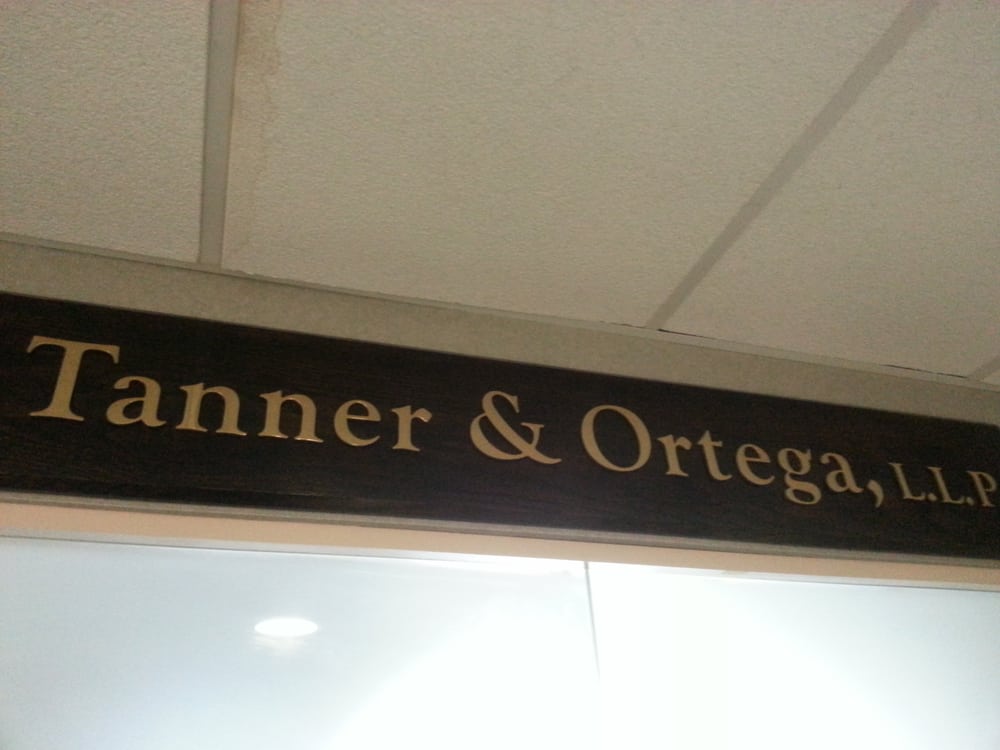 Tanner & Ortega, L.L.P